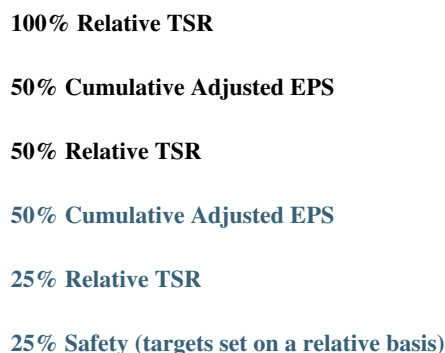 100% Relative TSR
50% Cumulative Adjusted EPS
50% Relative TSR
50% Cumulative Adjusted EPS
25% Relative TSR
25% Safety (targets set on a relative basis)